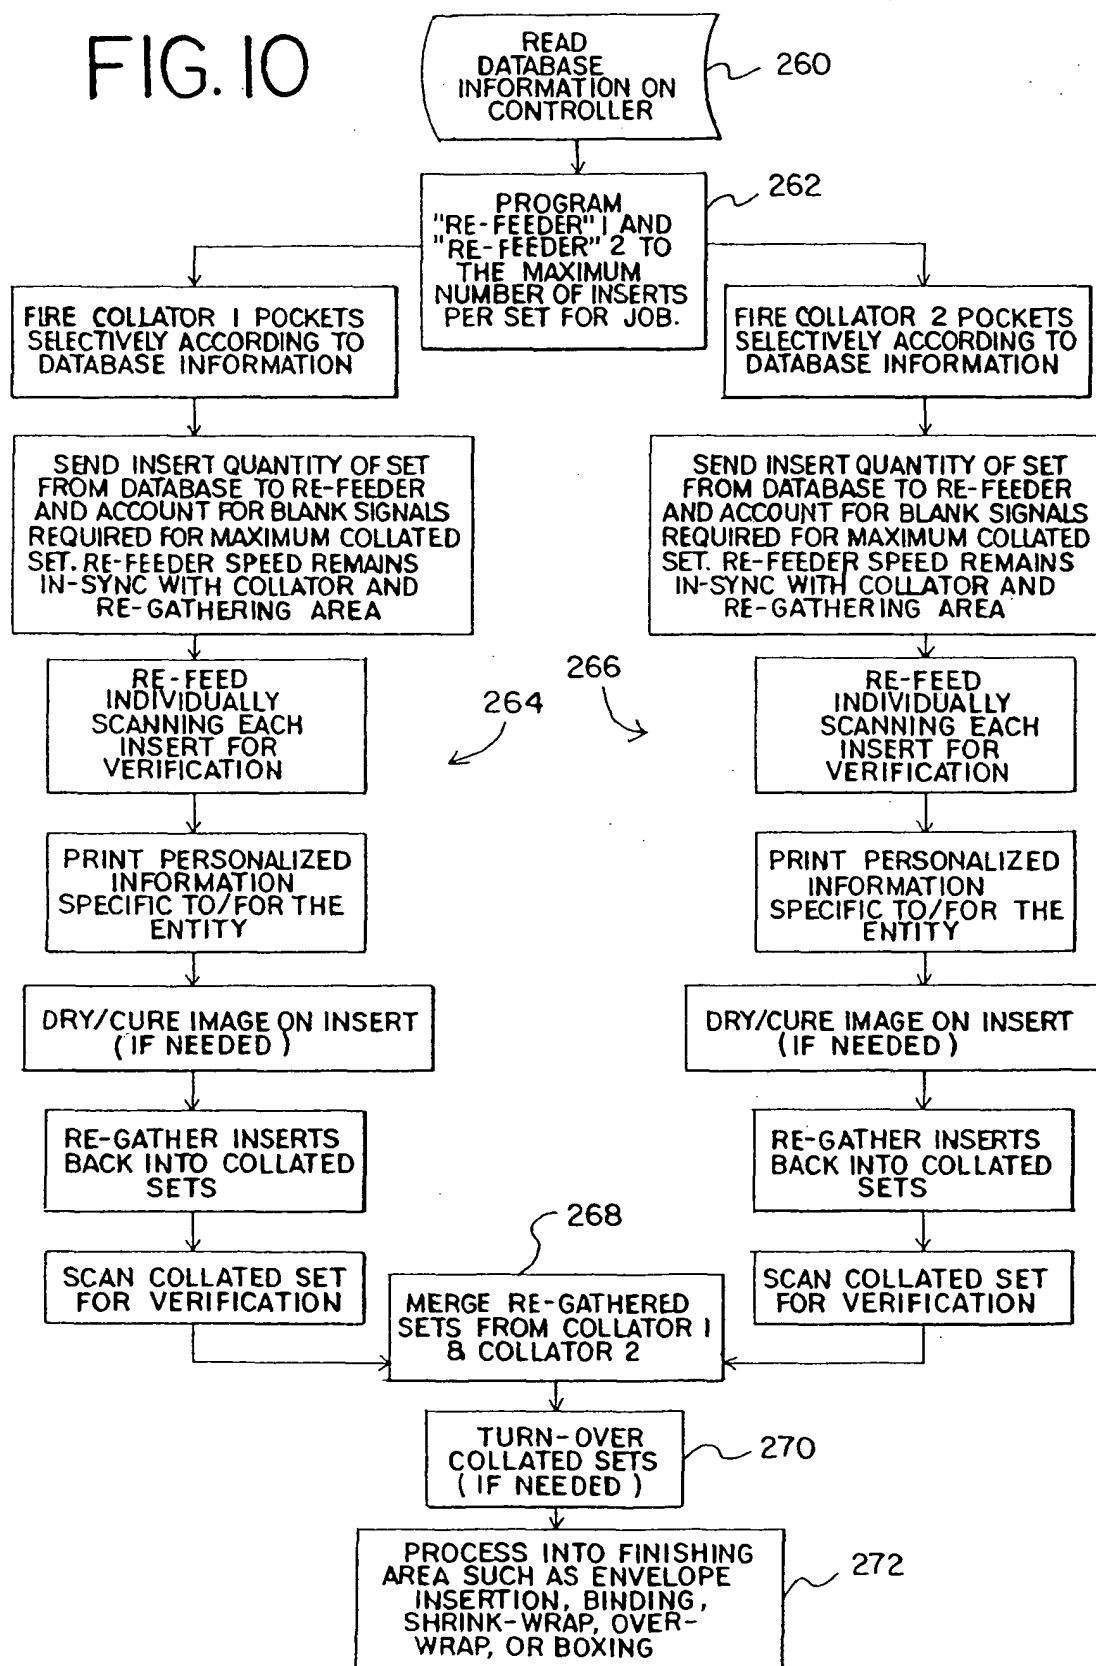 FIG. 10
READ
DATABASE
INFORMATION ON
CONTROLLER
260
PROGRAM
"RE-FEEDER" 1 AND
"RE-FEEDER" 2 TO
THE MAXIMUM
NUMBER OF INSERTS
PER SET FOR JOB.
262
FIRE COLLATOR 1 POCKETS
SELECTIVELY ACCORDING TO
DATABASE INFORMATION
SEND INSERT QUANTITY OF SET
FROM DATABASE TO RE-FEEDER
AND ACCOUNT FOR BLANK SIGNALS
REQUIRED FOR MAXIMUM COLLATED
SET. RE-FEEDER SPEED REMAINS
IN-SYNC WITH COLLATOR AND
RE-GATHERING AREA
RE-FEED
INDIVIDUALLY
SCANNING EACH
INSERT FOR
VERIFICATION
264
PRINT PERSONALIZED
INFORMATION
SPECIFIC TO/FOR THE
ENTITY
DRY/CURE IMAGE ON INSERT
(IF NEEDED)
RE-GATHER INSERTS
BACK INTO COLLATED
SETS
SCAN COLLATED SET
FOR VERIFICATION
FIRE COLLATOR 2 POCKETS
SELECTIVELY ACCORDING TO
DATABASE INFORMATION
SEND INSERT QUANTITY OF SET
FROM DATABASE TO RE-FEEDER
AND ACCOUNT FOR BLANK SIGNALS
REQUIRED FOR MAXIMUM COLLATED
SET. RE-FEEDER SPEED REMAINS
IN-SYNC WITH COLLATOR AND
RE-GATHERING AREA
266
RE-FEED
INDIVIDUALLY
SCANNING EACH
INSERT FOR
VERIFICATION
PRINT PERSONALIZED
INFORMATION
SPECIFIC TO/FOR THE
ENTITY
DRY/CURE IMAGE ON INSERT
(IF NEEDED)
RE-GATHER INSERTS
BACK INTO COLLATED
SETS
SCAN COLLATED SET
FOR VERIFICATION
268
MERGE RE-GATHERED
SETS FROM COLLATOR 1
& COLLATOR 2
TURN-OVER
COLLATED SETS
(IF NEEDED)
270
PROCESS INTO FINISHING
AREA SUCH AS ENVELOPE
INSERTION, BINDING,
SHRINK-WRAP, OVER-
WRAP, OR BOXING
272